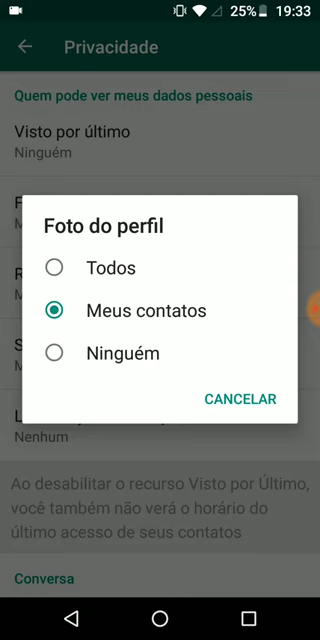 25% 19:33
Privacidade
Quem pode ver meus dados pessoais
Visto por último
Ninguém
Foto do perfil
Todos
Meus contatos
Ninguém
CANCELAR
Nenhum
Ao desabilitar o recurso Visto por Último,
você também não verá o horário do
último acesso de seus contatos
Conversa